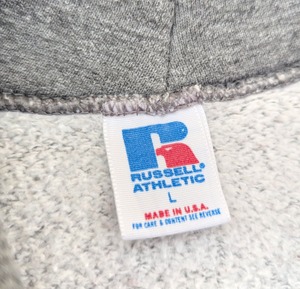 R
RUSSELL®
ATHLETIC
L
MADE IN U.S.A.
FOR CARE & CONTENT SEE REVERSE